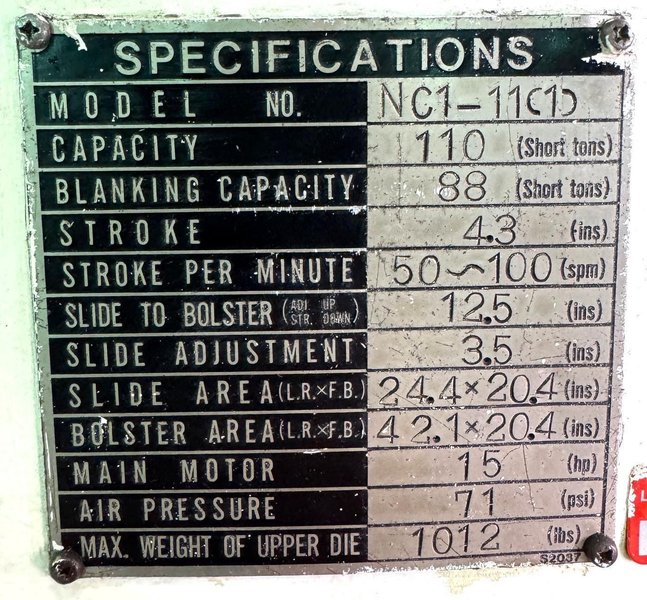 SPECIFICATIONS
MODEL NO. NC1-11(1)
CAPACITY 110 (Short tons)
BLANKING CAPACITY 88 (Short tons)
STROKE 4.3 (ins)
STROKE PER MINUTE 50~100 (spm)
SLIDE TO BOLSTER (ADJ. UP STR. DOWN) 12.5 (ins)
SLIDE ADJUSTMENT 3.5 (ins)
SLIDE AREA (L.R.×F.B.) 24.4×20.4 (ins)
BOLSTER AREA (L.R.×F.B.) 42.1×20.4 (ins)
MAIN MOTOR 15 (hp)
AIR PRESSURE 71 (psi)
MAX. WEIGHT OF UPPER DIE 1012 (lbs)
S2037